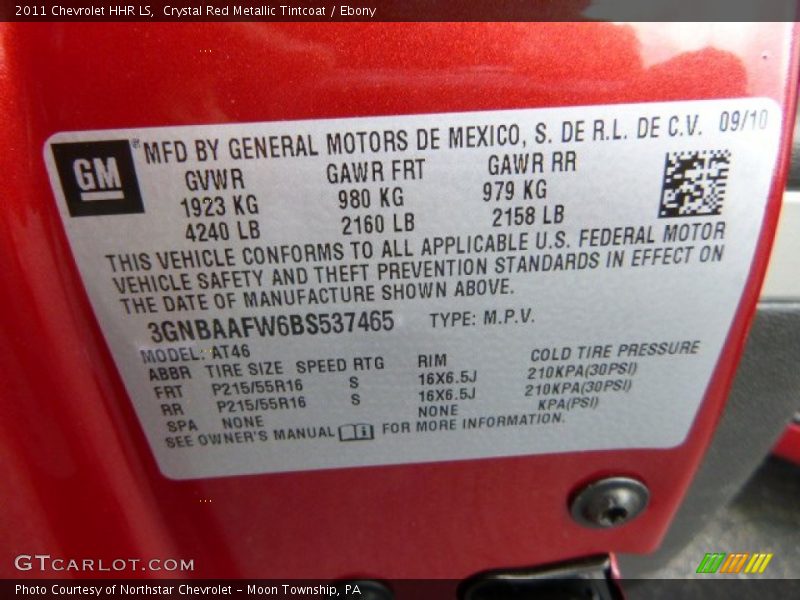 2011 Chevrolet HHR LS, Crystal Red Metallic Tintcoat / Ebony
GM
® MFD BY GENERAL MOTORS DE MEXICO, S. DE R.L. DE C.V. 09/10
GVWR GAWR FRT GAWR RR
1923 KG 980 KG 979 KG
4240 LB 2160 LB 2158 LB
THIS VEHICLE CONFORMS TO ALL APPLICABLE U.S. FEDERAL MOTOR
VEHICLE SAFETY AND THEFT PREVENTION STANDARDS IN EFFECT ON
THE DATE OF MANUFACTURE SHOWN ABOVE.
3GNBAAFW6BS537465 TYPE: M.P.V.
MODEL: AT46
ABBR TIRE SIZE SPEED RTG RIM COLD TIRE PRESSURE
FRT P215/55R16 S 16X6.5J 210KPA(30PSI)
RR P215/55R16 S 16X6.5J 210KPA(30PSI)
SPA NONE NONE KPA(PSI)
SEE OWNER'S MANUAL FOR MORE INFORMATION.
GTCARLOT.COM
Photo Courtesy of Northstar Chevrolet - Moon Township, PA